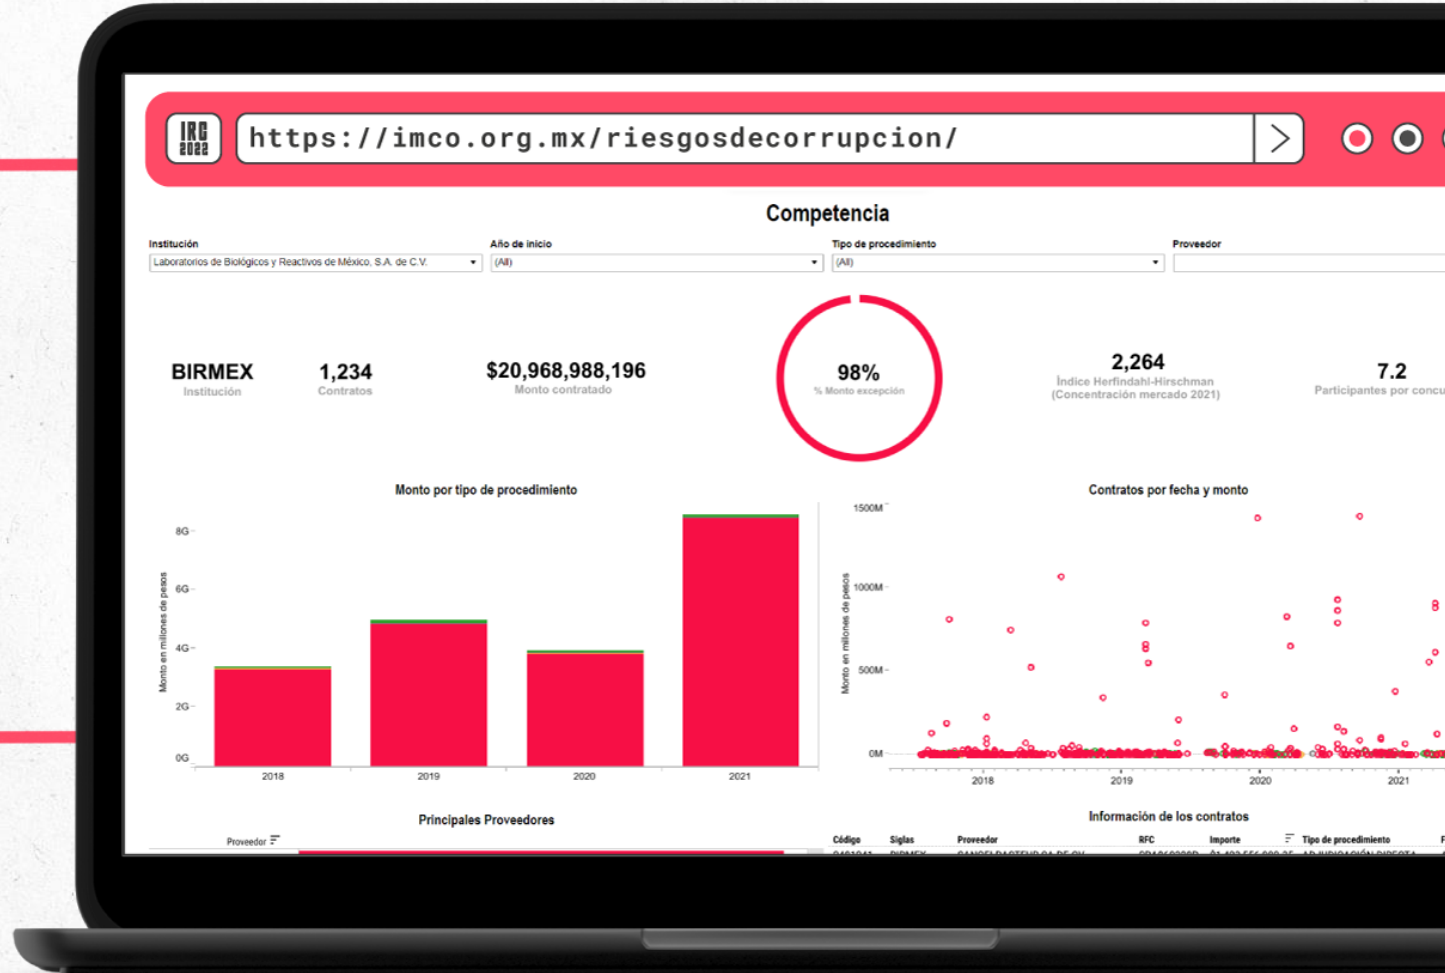 IRC
2022
https://imco.org.mx/riesgosdecorrupcion/
Competencia
Institución Año de inicio Tipo de procedimiento Proveedor
Laboratorios de Biológicos y Reactivos de México, S.A. de C.V. (All) (All)
BIRMEX 1,234 $20,968,988,196 98% 2,264 7.2
Institución Contratos Monto contratado % Monto excepción Índice Herfindahl-Hirschman Participantes por concu
(Concentración mercado 2021)
Monto por tipo de procedimiento
Monto en millones de pesos
8G
6G
4G
2G
0G
2018 2019 2020 2021
Contratos por fecha y monto
Monto en millones de pesos
1500M
1000M
500M
0M
2018 2019 2020 2021
Principales Proveedores
Proveedor
Información de los contratos
Código Siglas Proveedor RFC Importe Tipo de procedimiento F